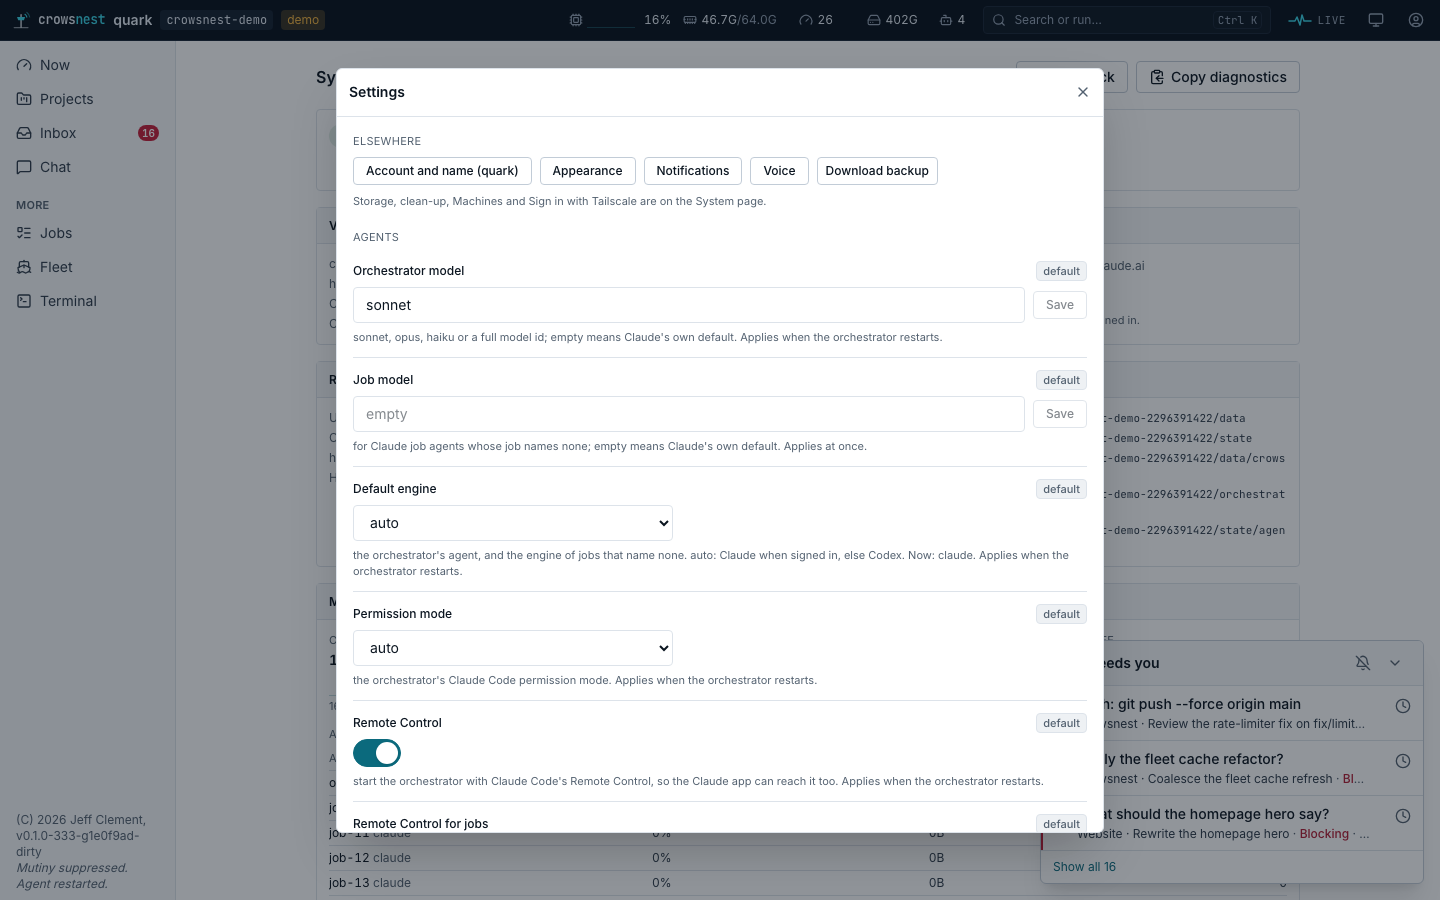 crowsnest quark crowsnest-demo demo
16% 46.7G/64.0G 26 402G 4 Search or run... Ctrl K LIVE
Now
Projects
Inbox 16
Chat
MORE
Jobs
Fleet
Terminal
(C) 2026 Jeff Clement,
v0.1.0-333-g1e0f9ad-
dirty
Mutiny suppressed.
Agent restarted.
Copy diagnostics
Settings
ELSEWHERE
Account and name (quark) Appearance Notifications Voice Download backup
Storage, clean-up, Machines and Sign in with Tailscale are on the System page.
AGENTS
Orchestrator model default
sonnet Save
sonnet, opus, haiku or a full model id; empty means Claude's own default. Applies when the orchestrator restarts.
Job model default
empty Save
for Claude job agents whose job names none; empty means Claude's own default. Applies at once.
Default engine default
auto
the orchestrator's agent, and the engine of jobs that name none. auto: Claude when signed in, else Codex. Now: claude. Applies when the
orchestrator restarts.
Permission mode default
auto
the orchestrator's Claude Code permission mode. Applies when the orchestrator restarts.
Remote Control default
start the orchestrator with Claude Code's Remote Control, so the Claude app can reach it too. Applies when the orchestrator restarts.
Remote Control for jobs default
aude.ai
ned in.
t-demo-2296391422/data
t-demo-2296391422/state
t-demo-2296391422/data/crows
t-demo-2296391422/orchestrat
t-demo-2296391422/state/agen
eeds you
h: git push --force origin main
wsnest · Review the rate-limiter fix on fix/limit...
ly the fleet cache refactor?
wsnest · Coalesce the fleet cache refresh · Bl...
at should the homepage hero say?
Website · Rewrite the homepage hero · Blocking · ...
Show all 16
job-11 claude 0% 0B
job-12 claude 0% 0B
job-13 claude 0% 0B